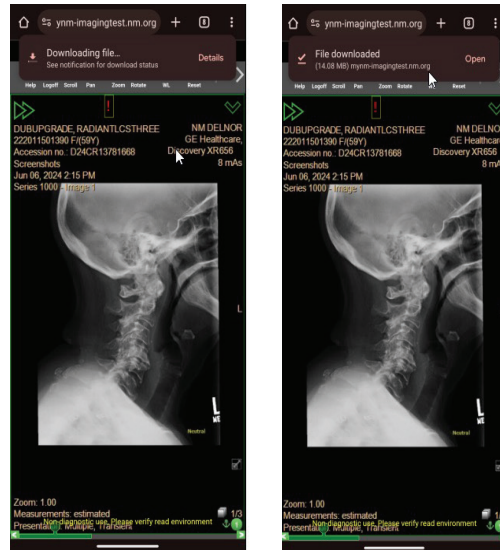 ynm-imagingtest.nm.org
8
Downloading file...
See notification for download status
Details
Help Logoff Scroll Pan Zoom Rotate WL Reset
!
DUBUPGRADE, RADIANTLCSTHREE
NM DELNOR
222011501390 F/(59Y)
GE Healthcare,
Accession no.: D24CR13781668
Discovery XR656
Screenshots
8 mAs
Jun 06, 2024 2:15 PM
Series 1000 - Image 1
L
L
Neutral
Zoom: 1.00
Measurements: estimated
1/3
Non-diagnostic use. Please verify read environment
ynm-imagingtest.nm.org
8
File downloaded
(14.08 MB) mynm-imagingtest.nm.org
Open
Help Logoff Scroll Pan Zoom Rotate Reset
!
DUBUPGRADE, RADIANTLCSTHREE
NM DELNO
222011501390 F/(59Y)
GE Healthcar
Accession no.: D24CR13781668
Discovery XR656
Screenshots
8 mA
Jun 06, 2024 2:15 PM
Series 1000 - Image 1
L
Neutral
Zoom: 1.00
Measurements: estimated
Non-diagnostic use. Please verify read environment